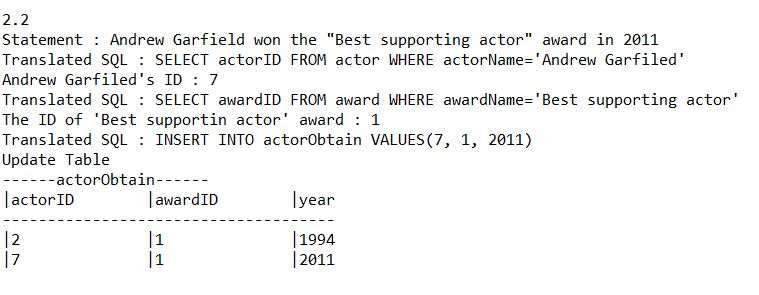 2.2
Statement : Andrew Garfield won the "Best supporting actor" award in 2011
Translated SQL : SELECT actorID FROM actor WHERE actorName='Andrew Garfiled'
Andrew Garfiled's ID : 7
Translated SQL : SELECT awardID FROM award WHERE awardName='Best supporting actor'
The ID of 'Best supportin actor' award : 1
Translated SQL : INSERT INTO actorObtain VALUES(7, 1, 2011)
Update Table
------actorObtain------
|actorID        |awardID        |year
-------------------------------------
|2              |1              |1994
|7              |1              |2011